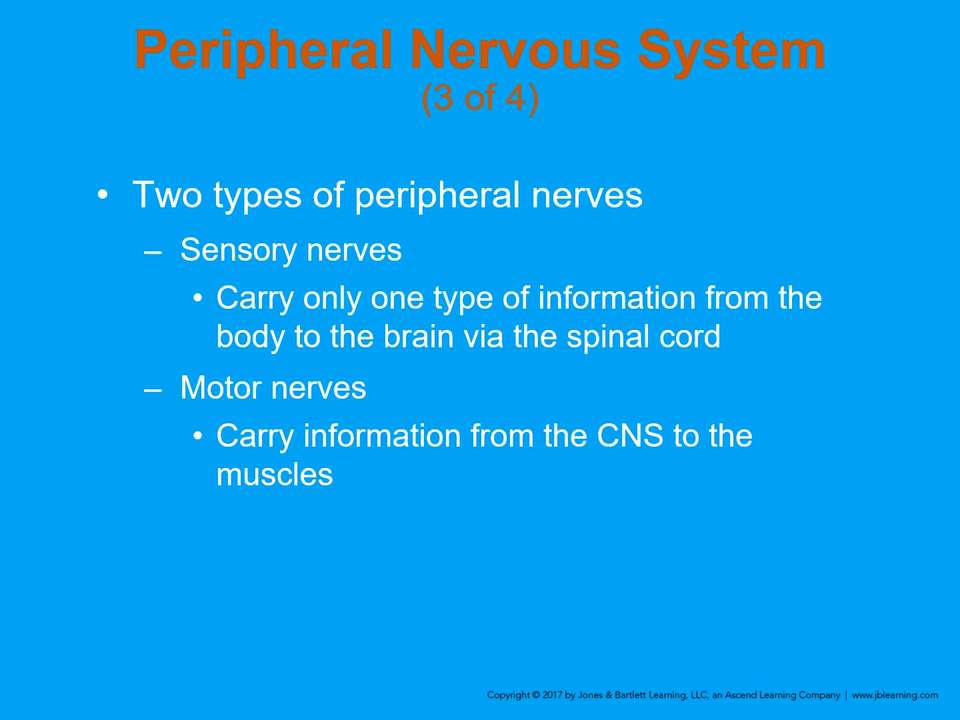 Peripheral Nervous System
(3 of 4)
• Two types of peripheral nerves
– Sensory nerves
• Carry only one type of information from the
body to the brain via the spinal cord
– Motor nerves
• Carry information from the CNS to the
muscles
Copyright © 2017 by Jones & Bartlett Learning, LLC, an Ascend Learning Company | www.jblearning.com